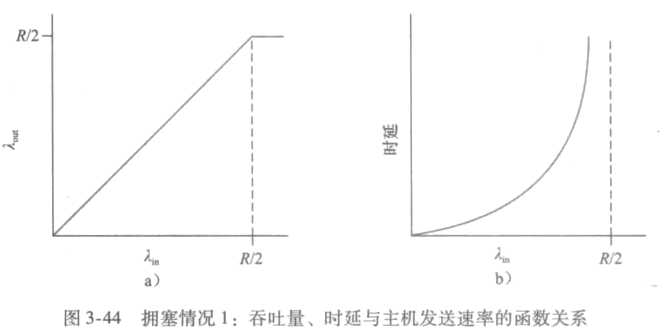 R/2
λout
λin
R/2
a）
时延
λin
R/2
b）
图 3-44 拥塞情况 1：吞吐量、时延与主机发送速率的函数关系